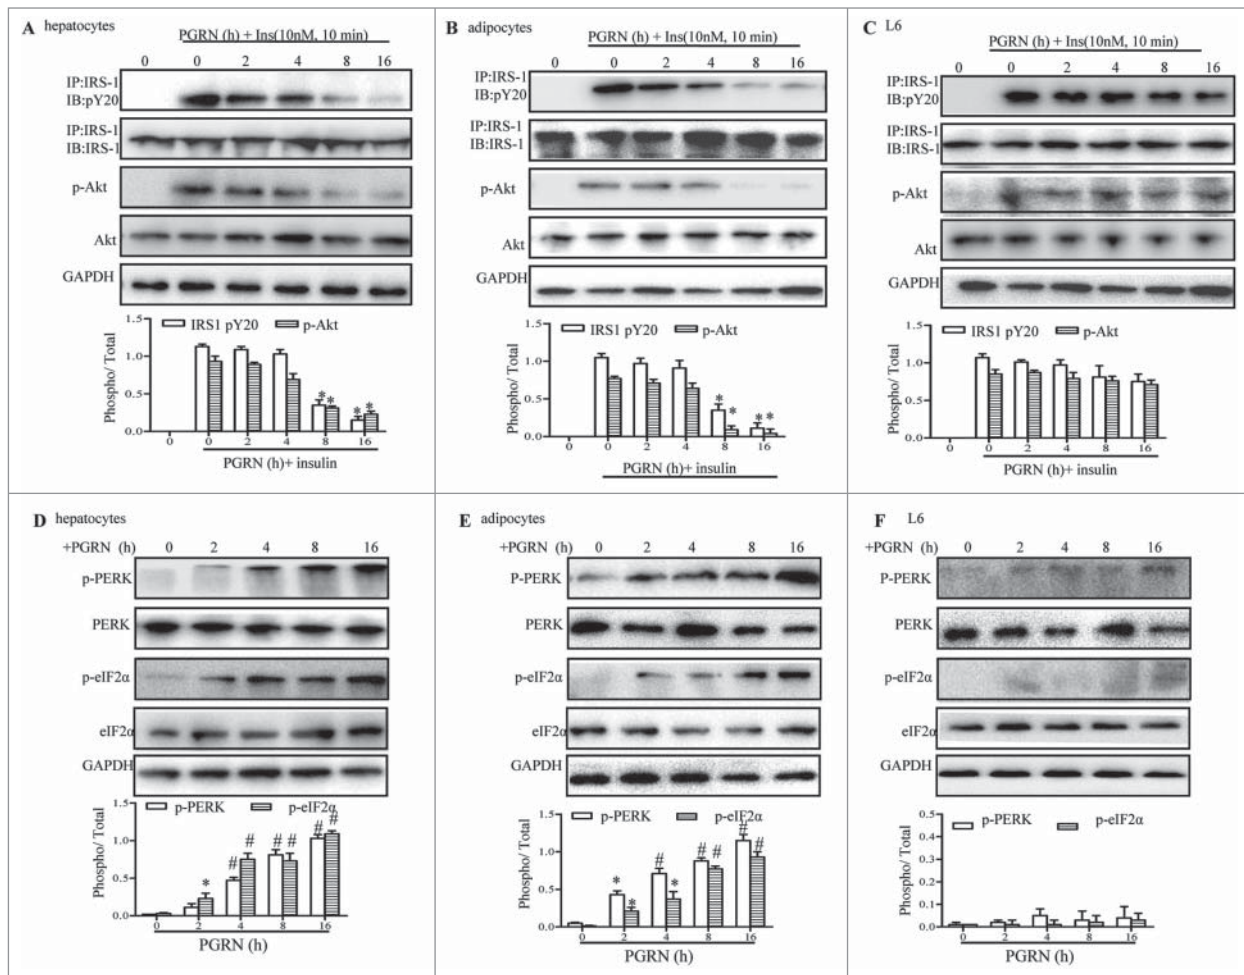 A hepatocytes
PGRN (h) + Ins(10nM, 10 min)
0 0 2 4 8 16
IP:IRS-1
IB:pY20
IP:IRS-1
IB:IRS-1
p-Akt
Akt
GAPDH
IRS1 pY20 p-Akt
Phospho/ Total
1.5
1.0
0.5
0.0
* * * *
0 0 2 4 8 16
PGRN (h)+ insulin
B adipocytes
PGRN (h) + Ins(10nM, 10 min)
0 0 2 4 8 16
IP:IRS-1
IB:pY20
IP:IRS-1
IB:IRS-1
p-Akt
Akt
GAPDH
IRS1 pY20 p-Akt
Phospho/ Total
1.5
1.0
0.5
0.0
* * * *
0 0 2 4 8 16
PGRN (h)+ insulin
C L6
PGRN (h) + Ins(10nM, 10 min)
0 0 2 4 8 16
IP:IRS-1
IB:pY20
IP:IRS-1
IB:IRS-1
p-Akt
Akt
GAPDH
IRS1 pY20 p-Akt
Phospho/ Total
1.5
1.0
0.5
0.0
0 0 2 4 8 16
PGRN (h)+ insulin
D hepatocytes
+PGRN (h) 0 2 4 8 16
p-PERK
PERK
p-eIF2α
eIF2α
GAPDH
p-PERK p-eIF2α
Phospho/ Total
1.5
1.0
0.5
0.0
* # # # # # #
0 2 4 8 16
PGRN (h)
E adipocytes
+PGRN (h) 0 2 4 8 16
P-PERK
PERK
p-eIF2α
eIF2α
GAPDH
p-PERK p-eIF2α
Phospho/ Total
1.5
1.0
0.5
0.0
* * # * # # # #
0 2 4 8 16
PGRN (h)
F L6
+PGRN (h) 0 2 4 8 16
P-PERK
PERK
p-eIF2α
eIF2α
GAPDH
p-PERK p-eIF2α
Phospho/ Total
0.5
0.4
0.3
0.2
0.1
0.0
0 2 4 8 16
PGRN (h)